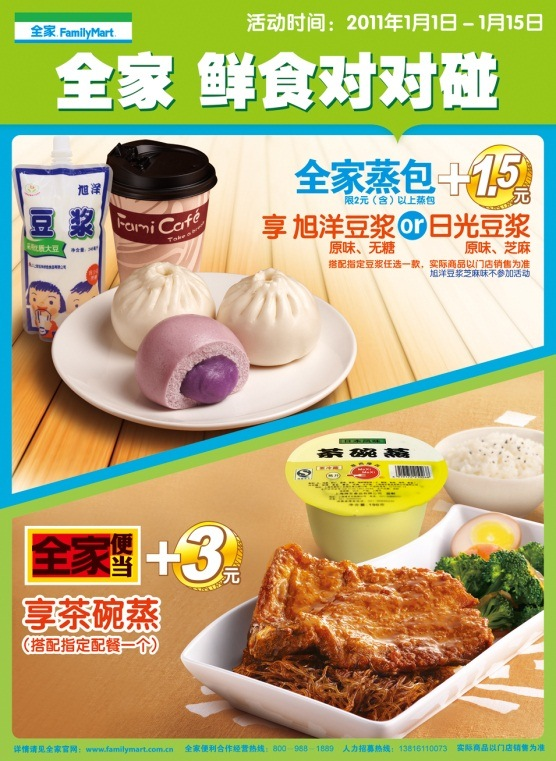 全家 FamilyMart
活动时间：2011年1月1日－1月15日
全家 鲜食对对碰
全家蒸包+1.5元
限2元（含）以上蒸包
享 旭洋豆浆or日光豆浆
原味、无糖 原味、芝麻
搭配指定豆浆任选一款，实际商品以门店销售为准
旭洋豆浆芝麻味不参加活动
旭洋
豆浆
Fami Café
日本风味
茶碗蒸
全家便当+3元
享茶碗蒸
（搭配指定配餐一个）
详情请见全家官网：www.familymart.com.cn 全家便利合作经营热线：800－988－1889 人力招募热线：13816110073 实际商品以门店销售为准